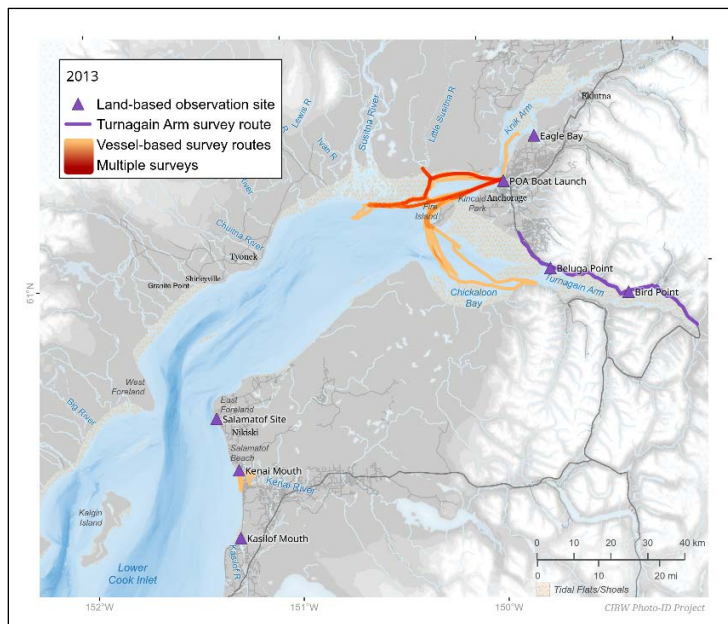 2013
Land-based observation site
Turnagain Arm survey route
Vessel-based survey routes
Multiple surveys
Lewis R
Ivan R
Susitna River
Little Susitna R
River
Chuitna River
Knik Arm
Eklutna
Eagle Bay
POA Boat Launch
Anchorage
Kincaid
Park
Fire
Island
Tyonek
Shirleyville
Granite Point
Beluga Point
Turnagain Arm
Bird Point
Chickaloon
Bay
61°N
West
Foreland
Big River
East
Foreland
Salamatof Site
Nikiski
Salamatof
Beach
Kenai Mouth
Kenai River
Kalgin
Island
Kasilof Mouth
Kasilof R
Lower
Cook Inlet
0 10 20 30 40 km
0 10 20 mi
Tidal Flats/Shoals
CIBW Photo-ID Project
152°W
151°W
150°W